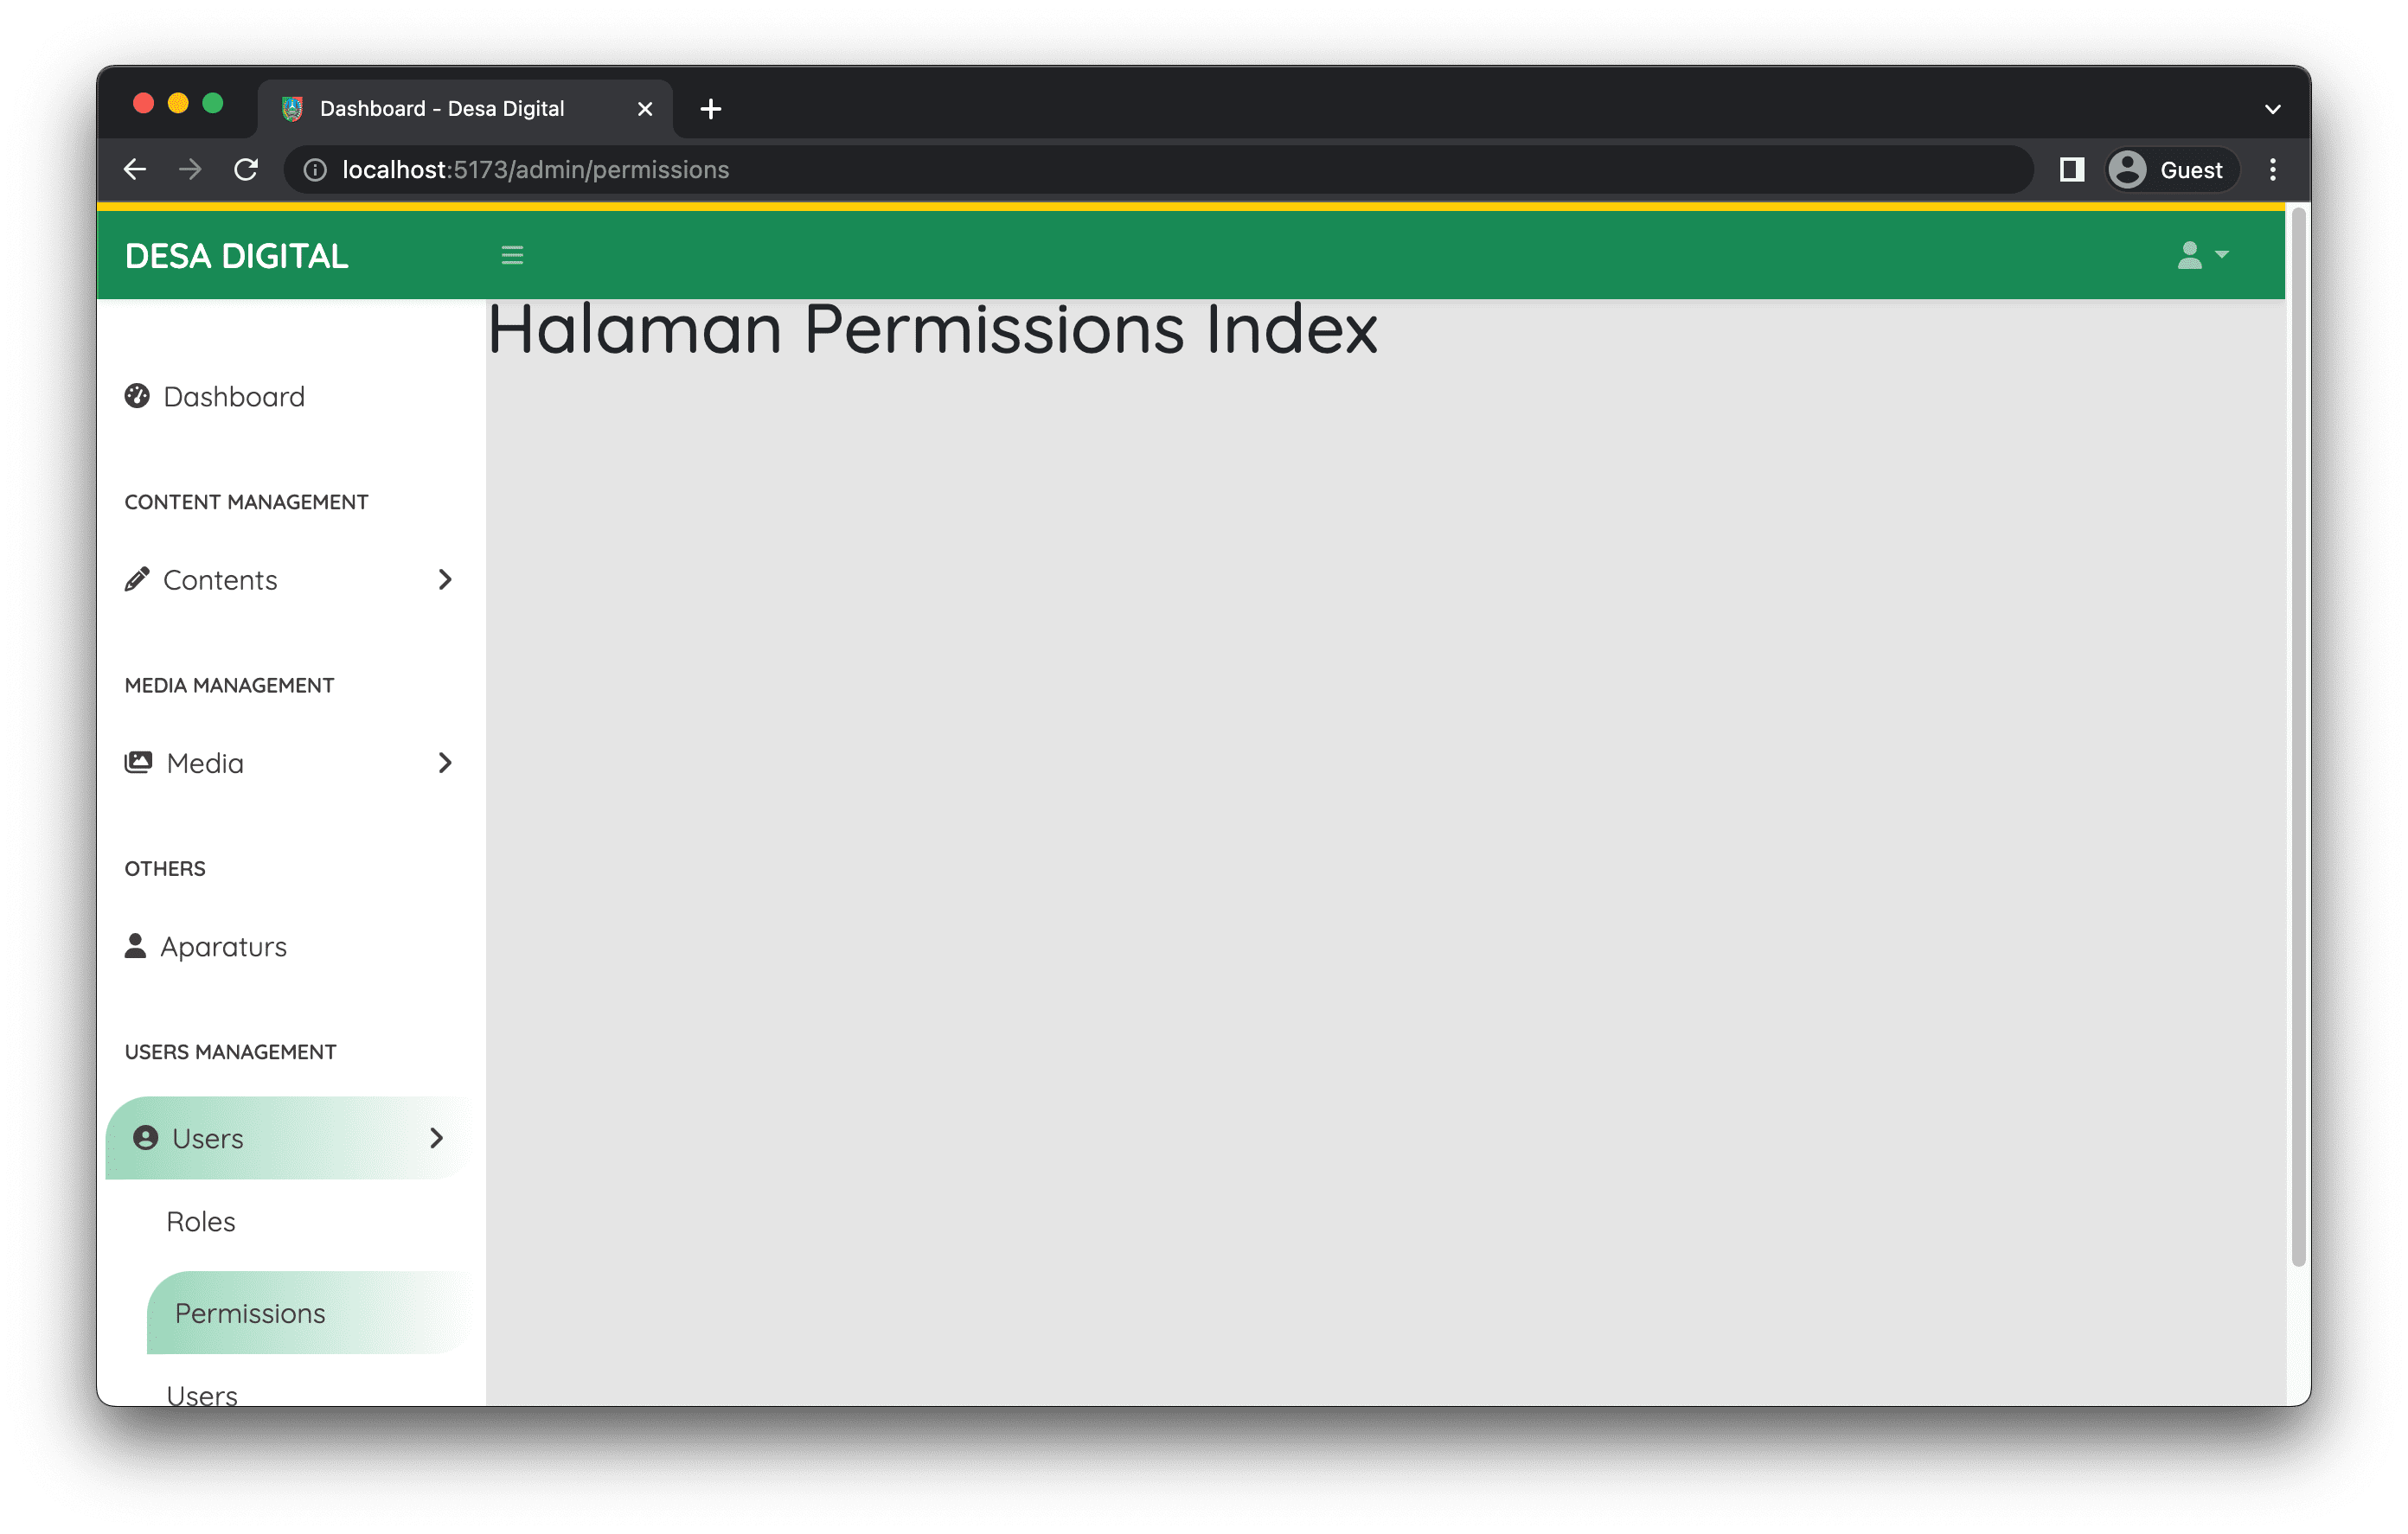 Dashboard - Desa Digital
localhost:5173/admin/permissions
Guest
DESA DIGITAL
Halaman Permissions Index
Dashboard
CONTENT MANAGEMENT
Contents
MEDIA MANAGEMENT
Media
OTHERS
Aparaturs
USERS MANAGEMENT
Users
Roles
Permissions
Users